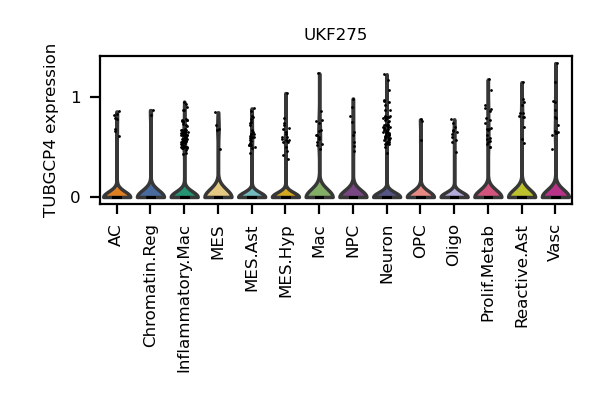 UKF275
TUBGCP4 expression
1
0
AC
Chromatin.Reg
Inflammatory.Mac
MES
MES.Ast
MES.Hyp
Mac
NPC
Neuron
OPC
Oligo
Prolif.Metab
Reactive.Ast
Vasc